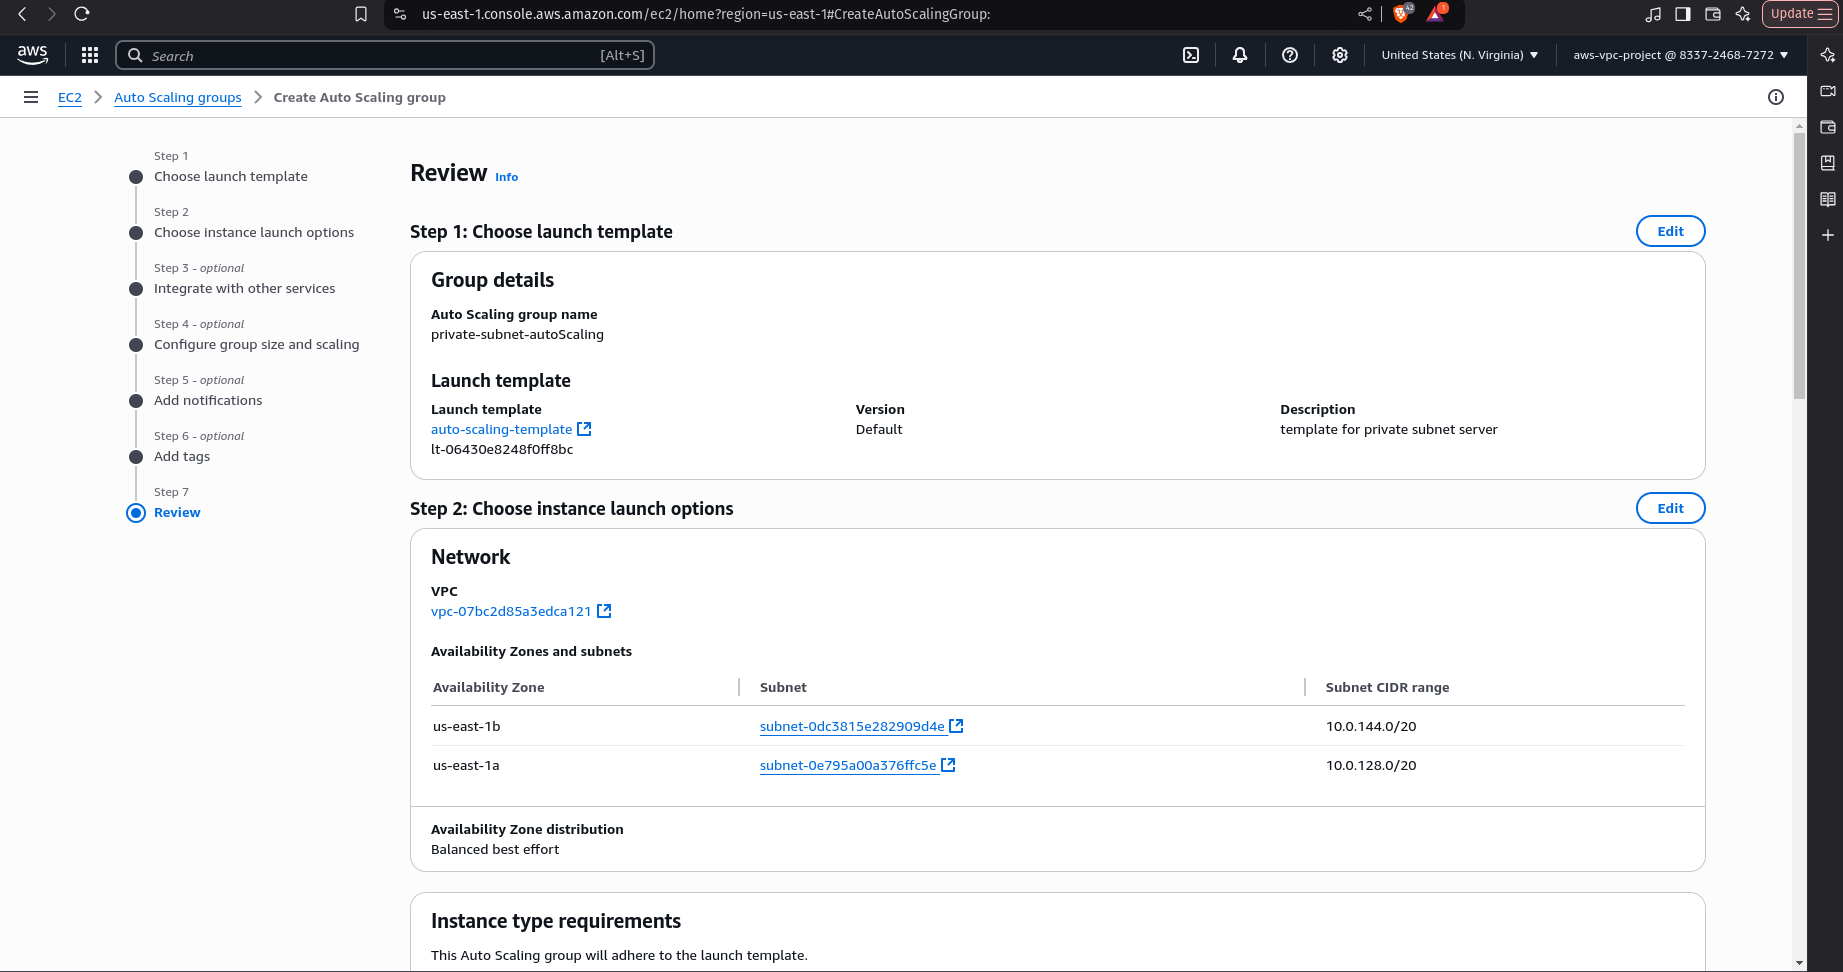 us-east-1.console.aws.amazon.com/ec2/home?region=us-east-1#CreateAutoScalingGroup:
42
1
Update
aws
Search
[Alt+S]
United States (N. Virginia)
aws-vpc-project @ 8337-2468-7272
EC2
Auto Scaling groups
Create Auto Scaling group
Step 1
Choose launch template
Step 2
Choose instance launch options
Step 3 - optional
Integrate with other services
Step 4 - optional
Configure group size and scaling
Step 5 - optional
Add notifications
Step 6 - optional
Add tags
Step 7
Review
Review Info
Step 1: Choose launch template
Edit
Group details
Auto Scaling group name
private-subnet-autoScaling
Launch template
Launch template
Version
Description
auto-scaling-template
Default
template for private subnet server
lt-06430e8248f0ff8bc
Step 2: Choose instance launch options
Edit
Network
VPC
vpc-07bc2d85a3edca121
Availability Zones and subnets
Availability Zone
Subnet
Subnet CIDR range
us-east-1b
subnet-0dc3815e282909d4e
10.0.144.0/20
us-east-1a
subnet-0e795a00a376ffc5e
10.0.128.0/20
Availability Zone distribution
Balanced best effort
Instance type requirements
This Auto Scaling group will adhere to the launch template.